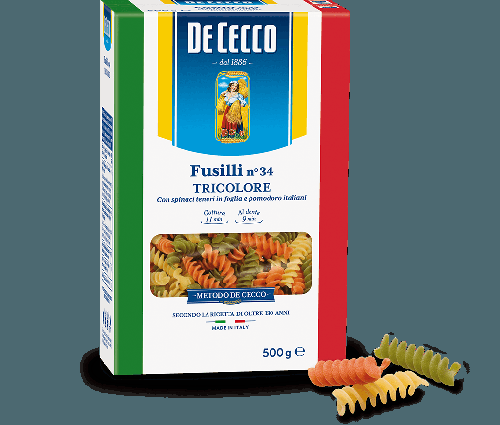 DE CECCO
dal 1886
Fusilli n°34
TRICOLORE
Con spinaci teneri in foglia e pomodoro italiani
Cottura Al dente
11 min 9 min
METODO DE CECCO
SECONDO LA RICETTA DI OLTRE 130 ANNI
MADE IN ITALY
500 g e